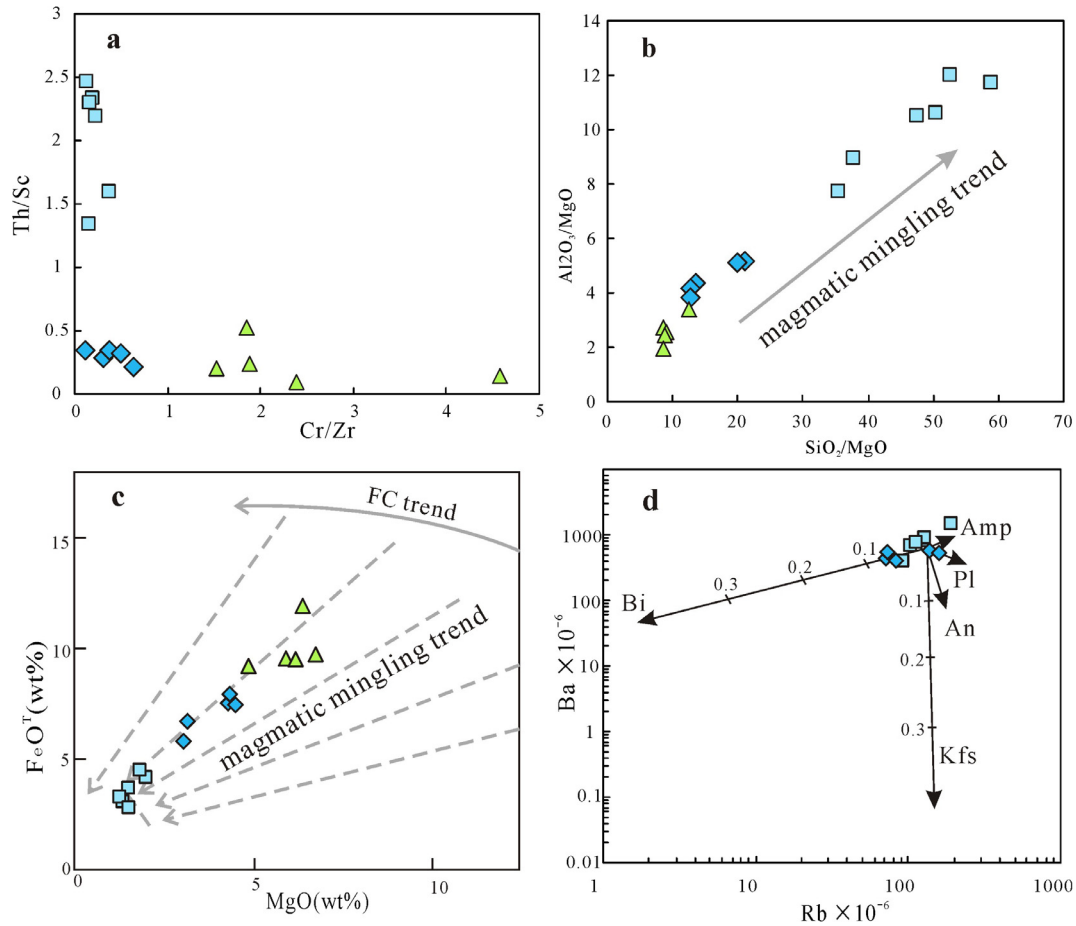 a
3
2.5
2
1.5
1
0.5
0
Th/Sc
0 1 2 3 4 5
Cr/Zr
b
14
12
10
8
6
4
2
0
Al2O₃/MgO
magmatic mingling trend
0 10 20 30 40 50 60 70
SiO₂/MgO
c
FC trend
15
10
5
0
FeOᵀ(wt%)
magmatic mingling trend
5 10
MgO(wt%)
d
1000
100
10
1
0.1
0.01
Ba ×10⁻⁶
Amp
Pl
An
Bi
0.3 0.2 0.1
0.1
0.2
0.3
Kfs
1 10 100 1000
Rb ×10⁻⁶